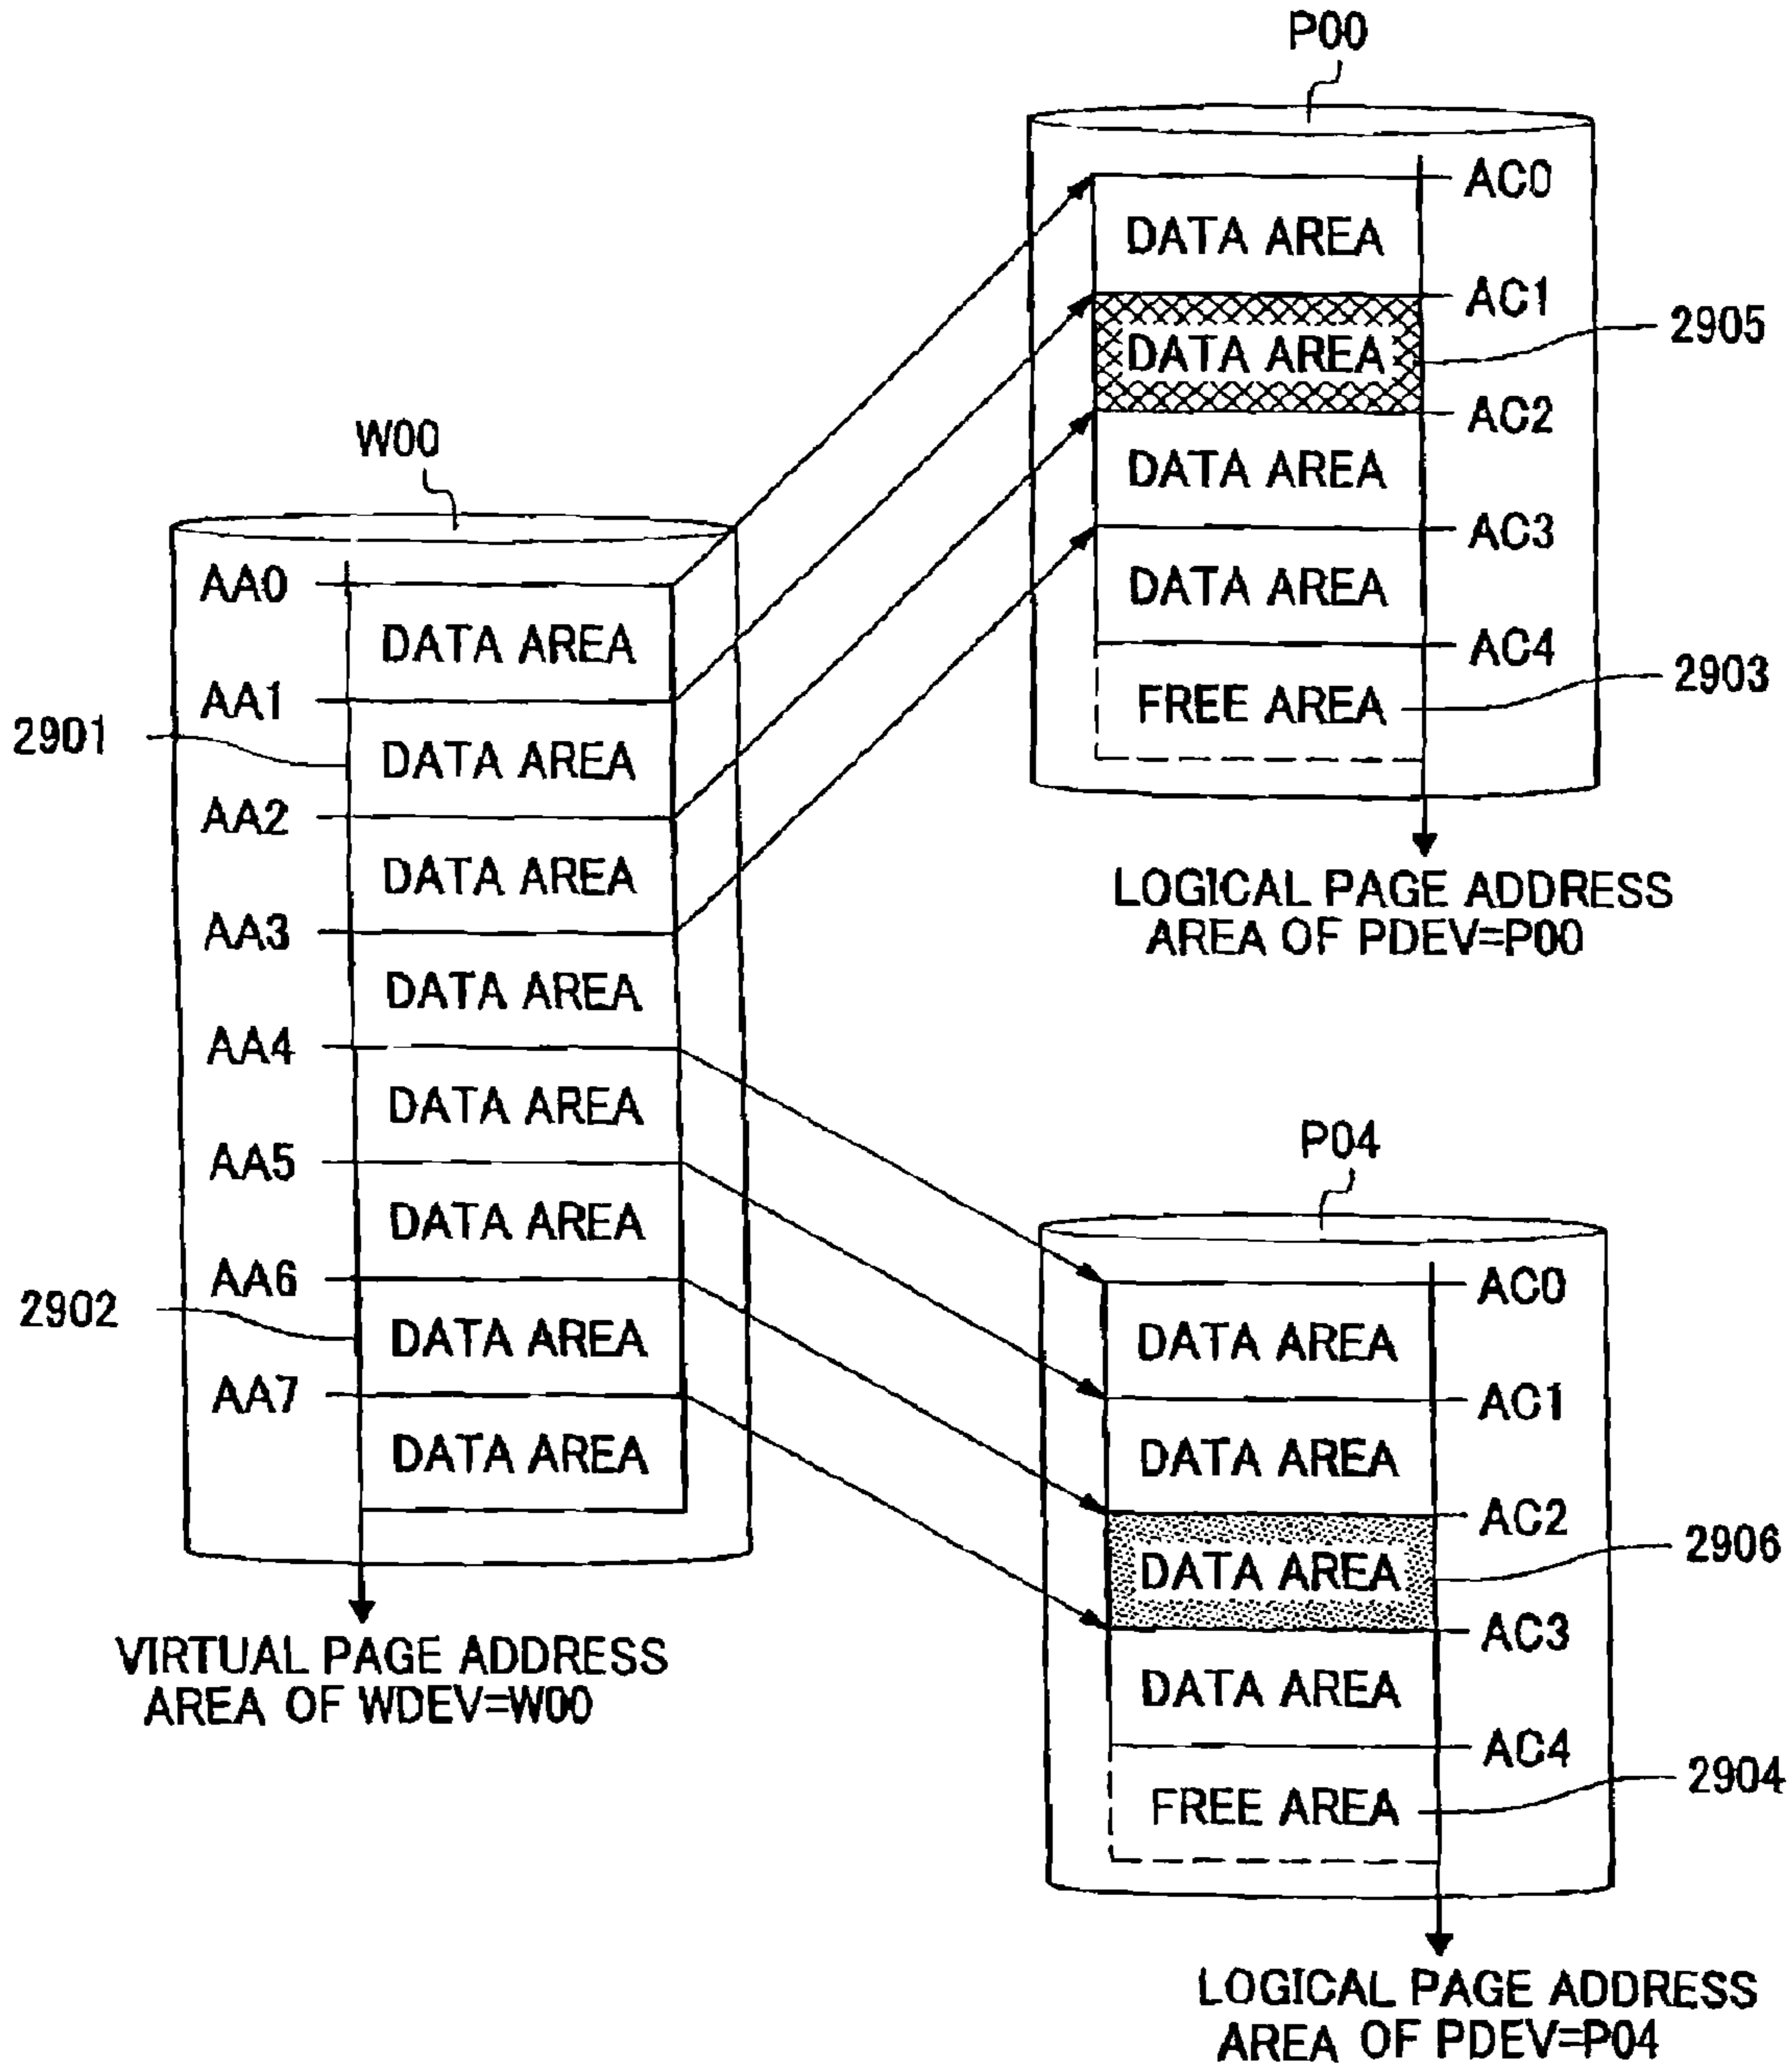 P00
AC0
DATA AREA
AC1
2905
DATA AREA
AC2
DATA AREA
AC3
DATA AREA
AC4
2903
FREE AREA
LOGICAL PAGE ADDRESS
AREA OF PDEV=P00
W00
AA0
DATA AREA
AA1
2901
DATA AREA
AA2
DATA AREA
AA3
DATA AREA
AA4
DATA AREA
AA5
DATA AREA
AA6
2902
DATA AREA
AA7
DATA AREA
VIRTUAL PAGE ADDRESS
AREA OF WDEV=W00
P04
AC0
DATA AREA
AC1
DATA AREA
AC2
2906
DATA AREA
AC3
DATA AREA
AC4
2904
FREE AREA
LOGICAL PAGE ADDRESS
AREA OF PDEV=P04